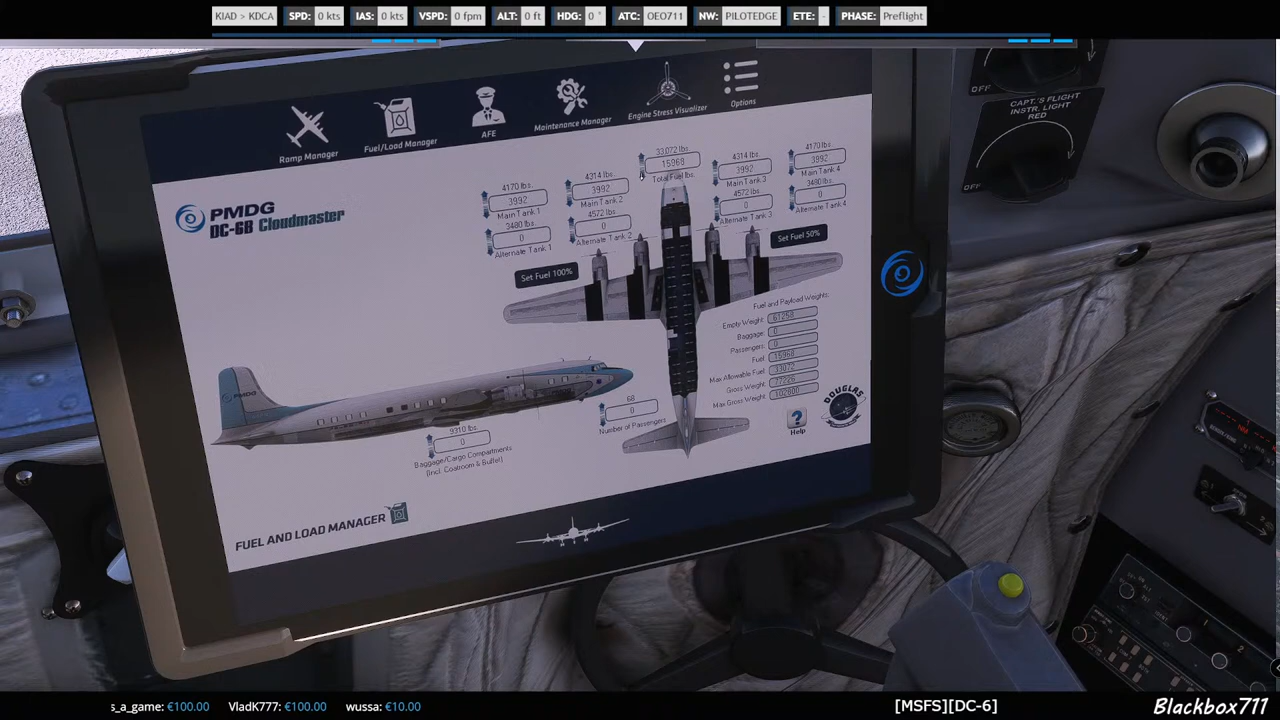 KIAD > KDCA SPD: 0 kts IAS: 0 kts VSPD: 0 fpm ALT: 0 ft HDG: 0 ° ATC: OEO711 NW: PILOTEDGE ETE: - PHASE: Preflight
Ramp Manager
Fuel/Load Manager
AFE
Maintenance Manager
Engine Stress Visualizer
Options
PMDG
DC-6B Cloudmaster
4170 lbs.
3992
Main Tank 1
4314 lbs.
3992
Main Tank 2
33,072 lbs.
15968
Total Fuel lbs.
4314 lbs.
3992
Main Tank 3
4170 lbs.
3992
Main Tank 4
3480 lbs.
0
Alternate Tank 1
4572 lbs.
0
Alternate Tank 2
4572 lbs.
0
Alternate Tank 3
3480 lbs.
0
Alternate Tank 4
Set Fuel 100%
Set Fuel 50%
Fuel and Payload Weights:
Empty Weight: 61258
Baggage: 0
Passengers: 0
Fuel: 15968
Max Allowable Fuel: 33072
Gross Weight: 77226
Max Gross Weight: 102800
PMDG
68
0
Number of Passengers
9310 lbs.
0
Baggage/Cargo Compartments
(Incl. Coatroom & Buffet)
Help
DOUGLAS
FUEL AND LOAD MANAGER
OFF
CAPT.'S FLIGHT
INSTR. LIGHT
RED
OFF
s_a_game: €100.00 VladK777: €100.00 wussa: €10.00
[MSFS][DC-6]
Blackbox711